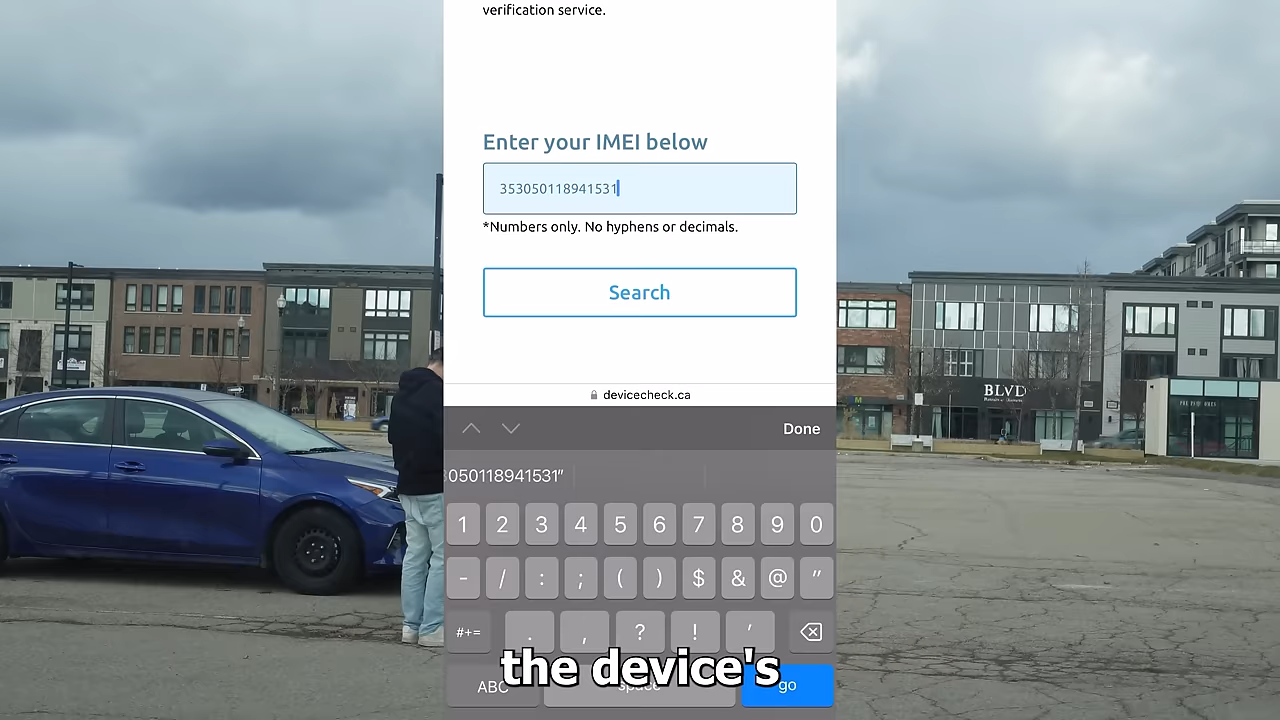 verification service.
Enter your IMEI below
353050118941531
*Numbers only. No hyphens or decimals.
Search
devicecheck.ca
Done
050118941531"
1 2 3 4 5 6 7 8 9 0
- / : ; ( ) $ & @ "
#+= . , ? ! '
the device's
ABC space go
BLVD